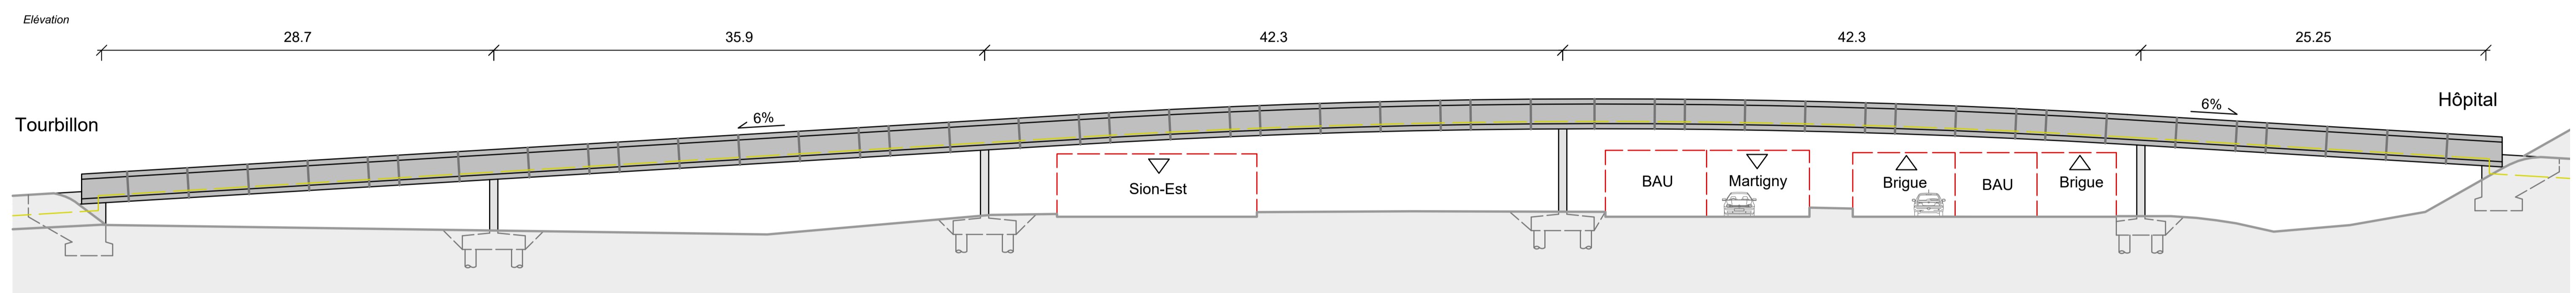 Elévation
28.7 35.9 42.3 42.3 25.25
Hôpital
6% 6%
Tourbillon
Sion-Est BAU Martigny Brigue BAU Brigue